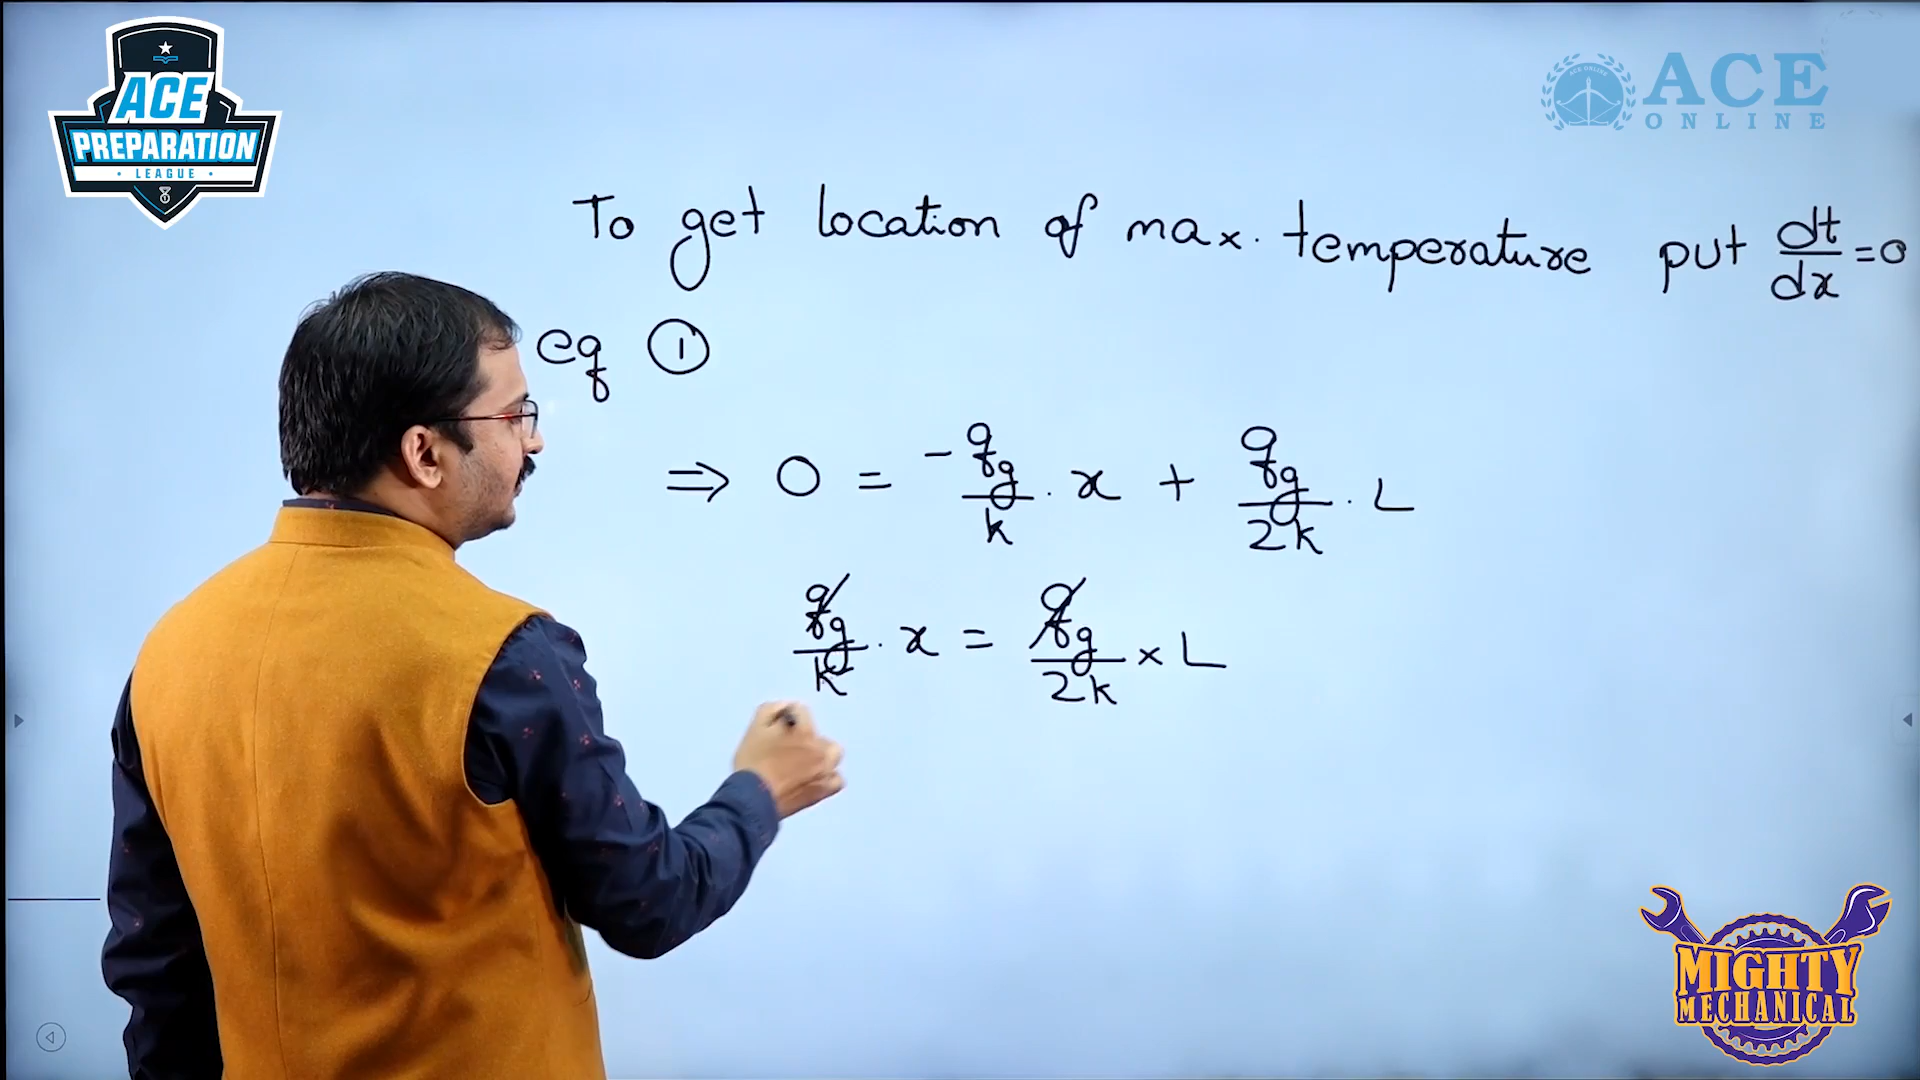 ACE
PREPARATION
LEAGUE
ACE
ONLINE
To get location of max. temperature put dt/dx = 0
eq ①
⇒ 0 = -qg/k · x + qg/2k · L
qg/k · x = qg/2k × L
MIGHTY
MECHANICAL